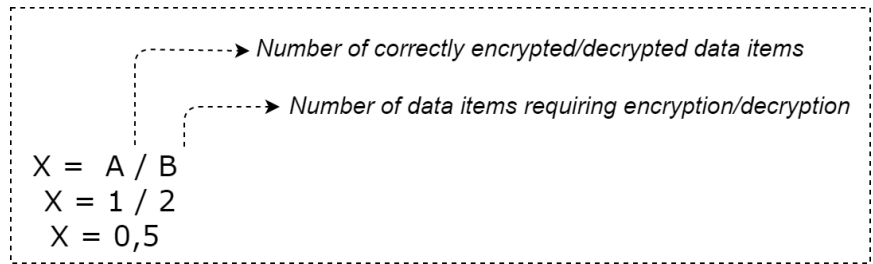 Number of correctly encrypted/decrypted data items
Number of data items requiring encryption/decryption
X = A / B
X = 1 / 2
X = 0,5